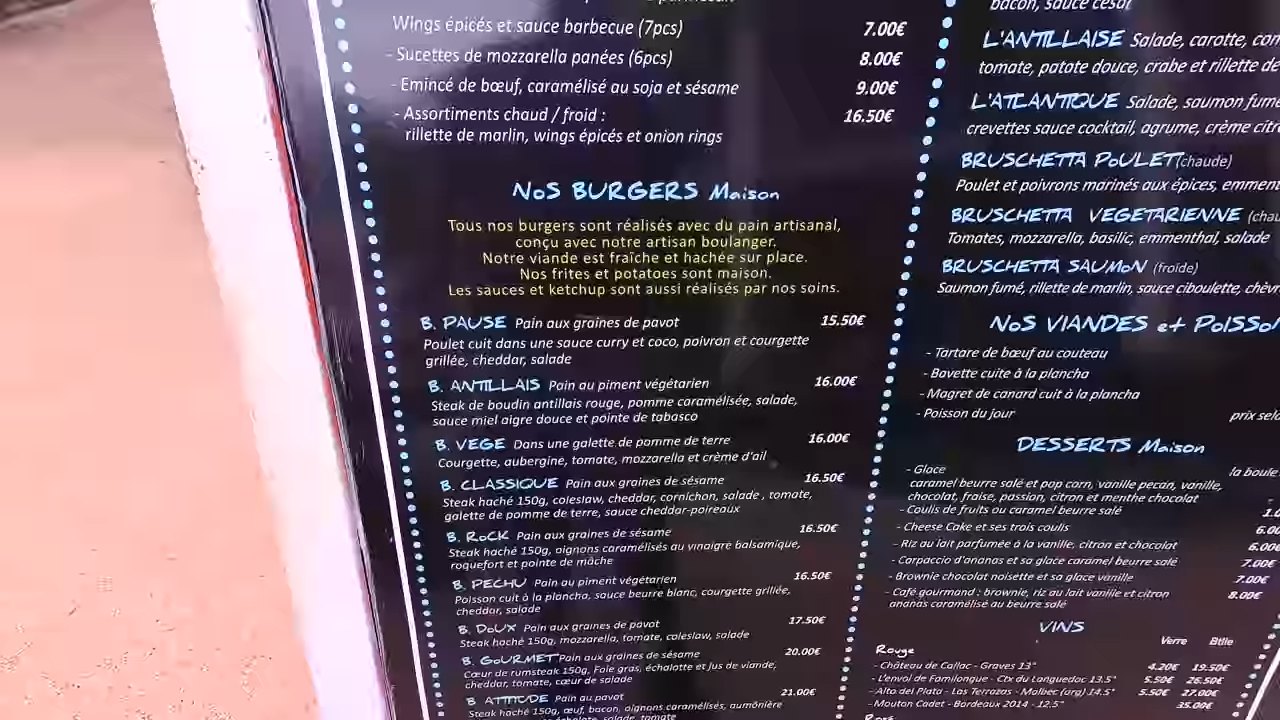 Wings épicés et sauce barbecue (7pcs) 7.00€
- Sucettes de mozzarella panées (6pcs) 8.00€
- Emincé de bœuf, caramélisé au soja et sésame 9.00€
- Assortiments chaud / froid : 16.50€
rillette de marlin, wings épicés et onion rings
NOS BURGERS Maison
Tous nos burgers sont réalisés avec du pain artisanal,
conçu avec notre artisan boulanger.
Notre viande est fraîche et hachée sur place.
Nos frites et potatoes sont maison.
Les sauces et ketchup sont aussi réalisés par nos soins.
B. PAUSE Pain aux graines de pavot 15.50€
Poulet cuit dans une sauce curry et coco, poivron et courgette
grillée, cheddar, salade
B. ANTILLAIS Pain au piment végétarien 16.00€
Steak de boudin antillais rouge, pomme caramélisée, salade,
sauce miel aigre douce et pointe de tabasco
B. VEGE Dans une galette de pomme de terre 16.00€
Courgette, aubergine, tomate, mozzarella et crème d'ail
B. CLASSIQUE Pain aux graines de sésame 16.50€
Steak haché 150g, coleslaw, cheddar, cornichon, salade , tomate,
galette de pomme de terre, sauce cheddar-poireaux
B. ROCK Pain aux graines de sésame 16.50€
Steak haché 150g, oignons caramélisés au vinaigre balsamique,
roquefort et pointe de mâche
B. PECHU Pain au piment végétarien 16.50€
Poisson cuit à la plancha, sauce beurre blanc, courgette grillée,
cheddar, salade
B. DOUX Pain aux graines de pavot 17.50€
Steak haché 150g, mozzarella, tomate, coleslaw, salade
B. GOURMET Pain aux graines de sésame 20.00€
Cœur de rumsteak 150g, Foie gras, échalotte et jus de viande,
cheddar, tomate, cœur de salade
B ATTITUDE Pain au pavot 21.00€
Steak haché 150g, œuf, bacon, oignons caramélisés, aumônière
salade, tomate
bacon, sauce césar
L'ANTILLAISE Salade, carotte,
tomate, patate douce, crabe et rillette de
L'ATLANTIQUE Salade, saumon fumé
crevettes sauce cocktail, agrume, crème
BRUSCHETTA POULET (chaude)
Poulet et poivrons marinés aux épices,
BRUSCHETTA VEGETARIENNE
Tomates, mozzarella, basilic, emmenthal, salade
BRUSCHETTA SAUMON (froide)
Saumon fumé, rillette de marlin, sauce ciboulette,
NOS VIANDES et
- Tartare de bœuf au couteau
- Bavette cuite à la plancha
- Magret de canard cuit à la plancha
- Poisson du jour prix
DESSERTS Maison
- Glace la boule
caramel beurre salé et pop corn, vanille pecan, vanille,
chocolat, fraise, passion, citron et menthe chocolat
- Coulis de fruits ou caramel beurre salé
- Cheese Cake et ses trois coulis
- Riz au lait parfumée à la vanille, citron et chocolat
- Carpaccio d'ananas et sa glace caramel beurre salé 7.00€
- Brownie chocolat noisette et sa glace vanille 7.00€
- Café gourmand : brownie, riz au lait vanille et citron 8.00€
ananas caramélisé au beurre salé
VINS
Verre Btlle
Rouge
- Château de Callac - Graves 13° 4.20€ 19.50€
- L'envol de Familongue - Ctx du Languedoc 13.5° 5.50€ 26.50€
- Alto del Plata - Las Terrazas - Malbec (arg) 14.5° 5.50€ 27.00€
- Mouton Cadet - Bordeaux 2014 - 12.5° 35.00€